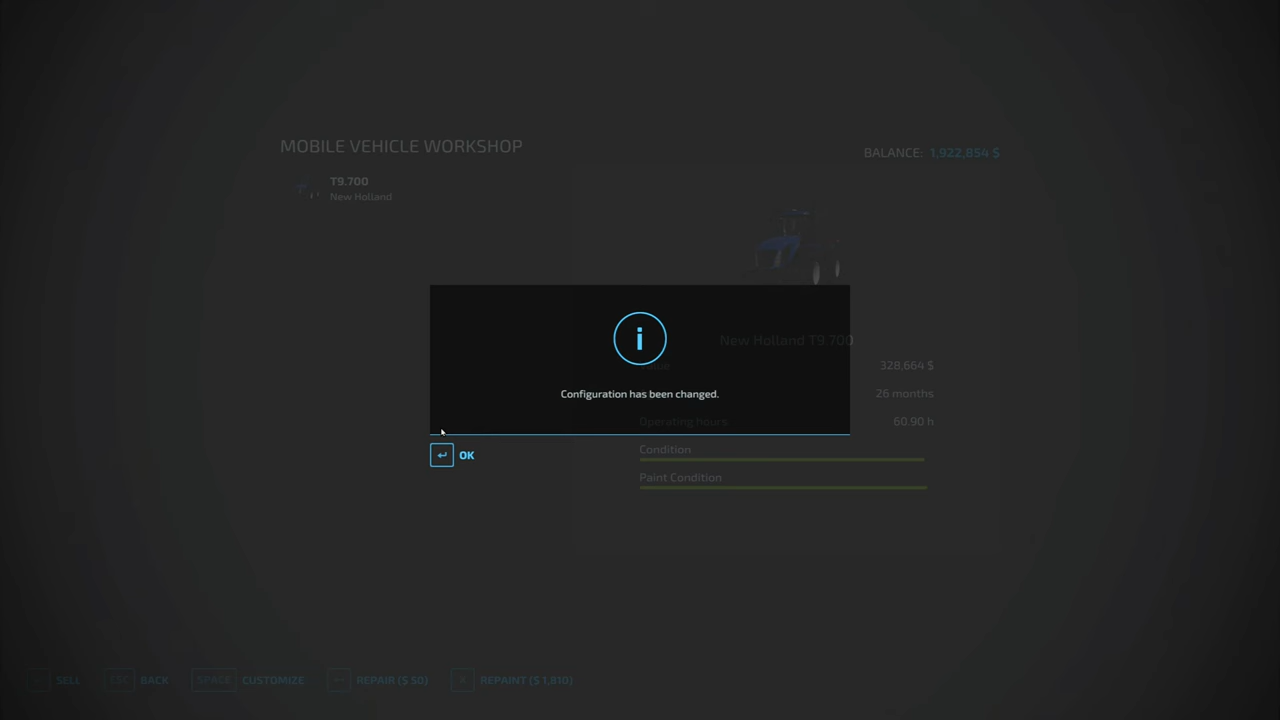 MOBILE VEHICLE WORKSHOP
BALANCE: 1,922,854 $
T9.700
New Holland
New Holland T9.700
Value 328,664 $
26 months
Operating hours 60.90 h
Condition
Paint Condition
i
Configuration has been changed.
OK
SELL ESC BACK SPACE CUSTOMIZE REPAIR ($ 50) X REPAINT ($ 1,810)